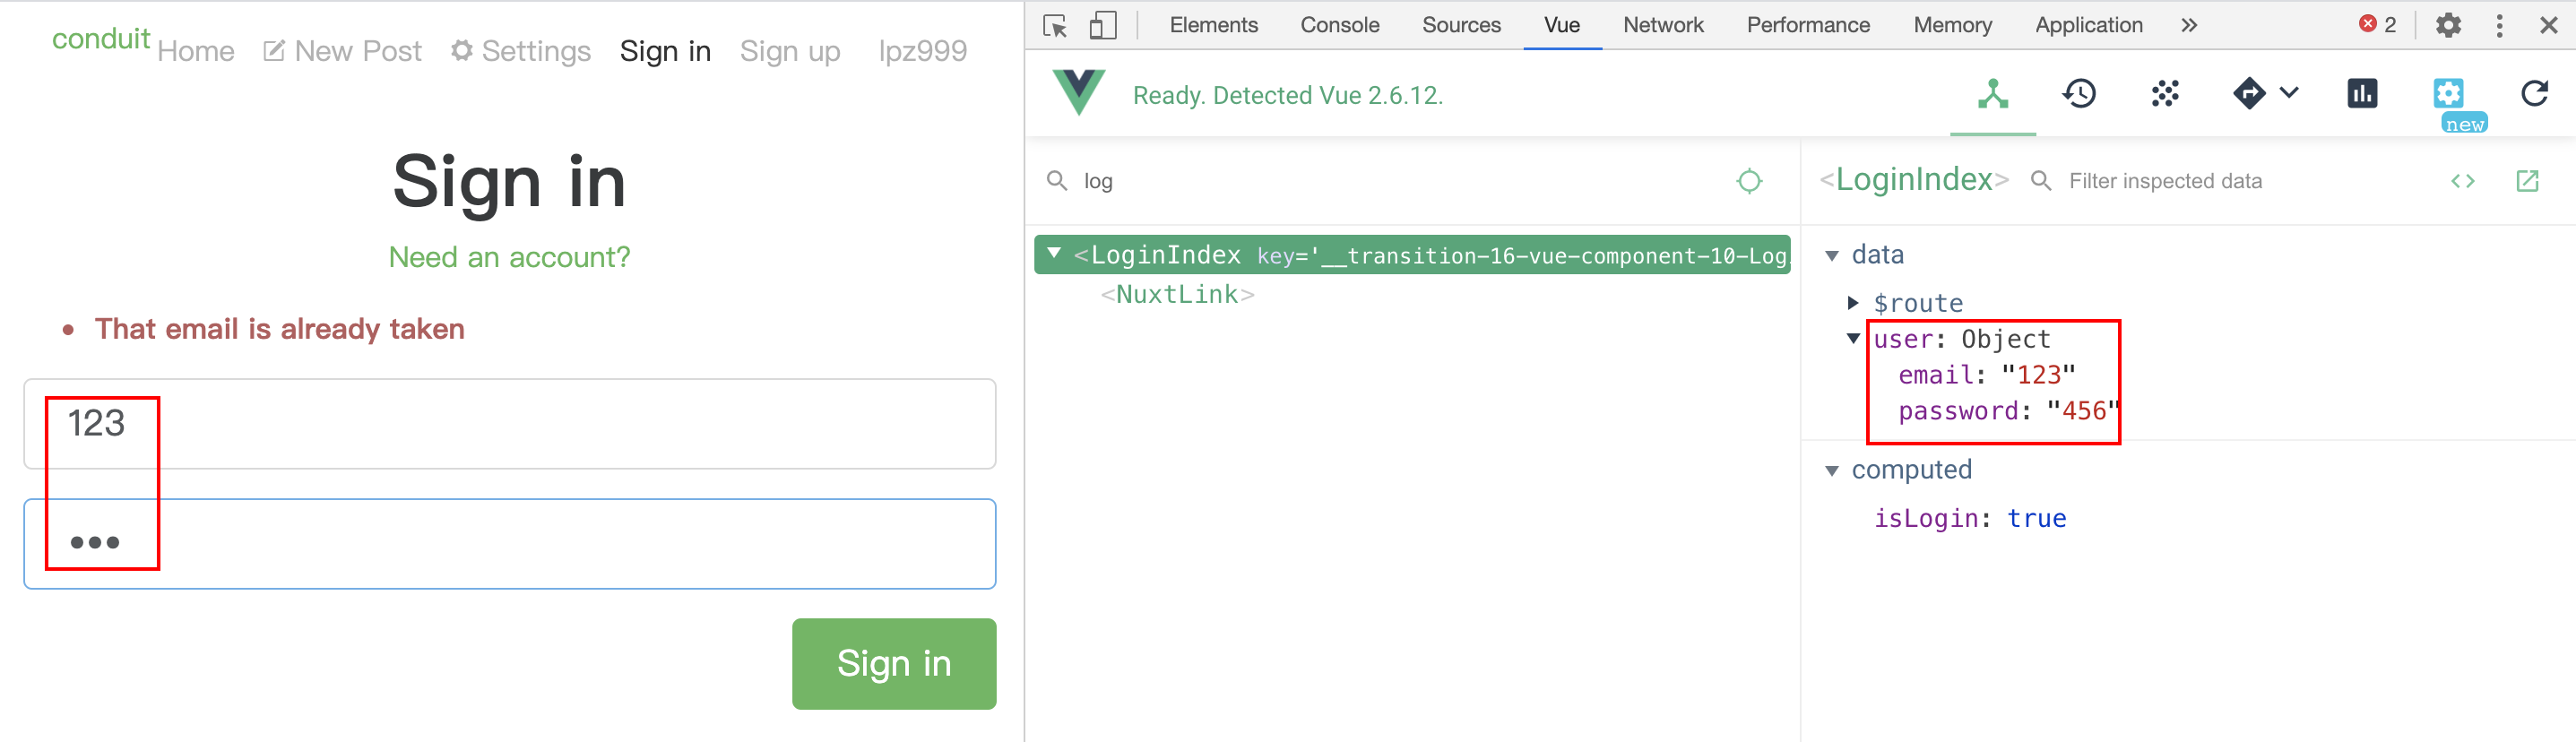 conduit Home New Post Settings Sign in Sign up lpz999
Sign in
Need an account?
• That email is already taken
123
•••
Sign in
Elements Console Sources Vue Network Performance Memory Application » 2
Ready. Detected Vue 2.6.12.
new
log
<LoginIndex key='__transition-16-vue-component-10-Log
<NuxtLink>
<LoginIndex> Filter inspected data
data
$route
user: Object
email: "123"
password: "456"
computed
isLogin: true